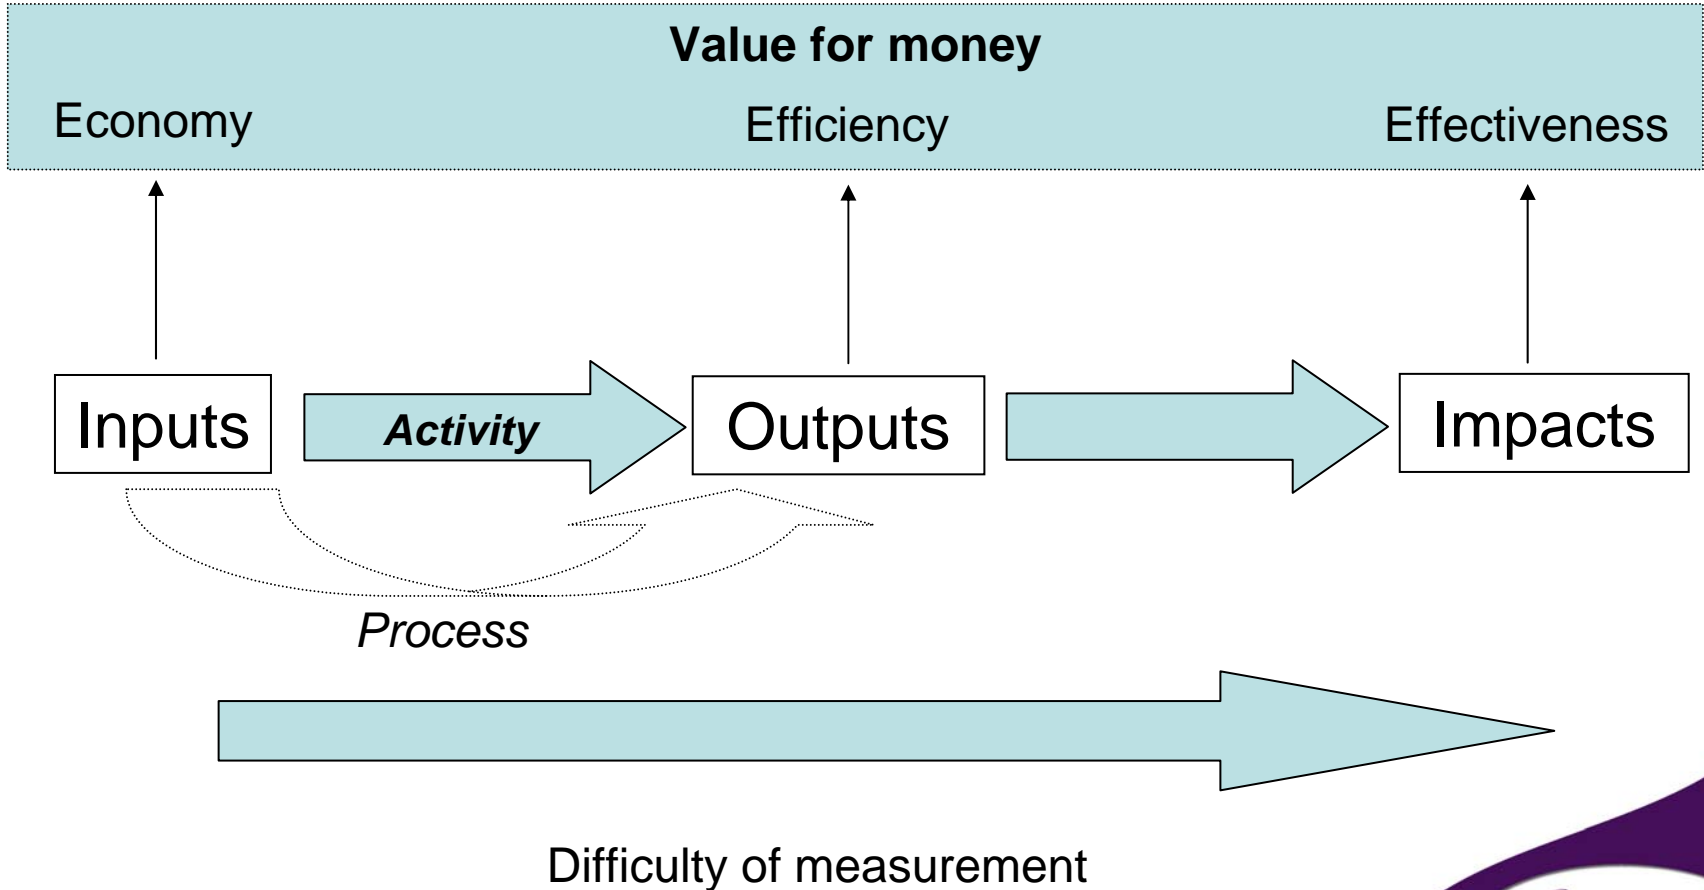 Value for money
Economy Efficiency Effectiveness
Inputs Activity Outputs Impacts
Process
Difficulty of measurement